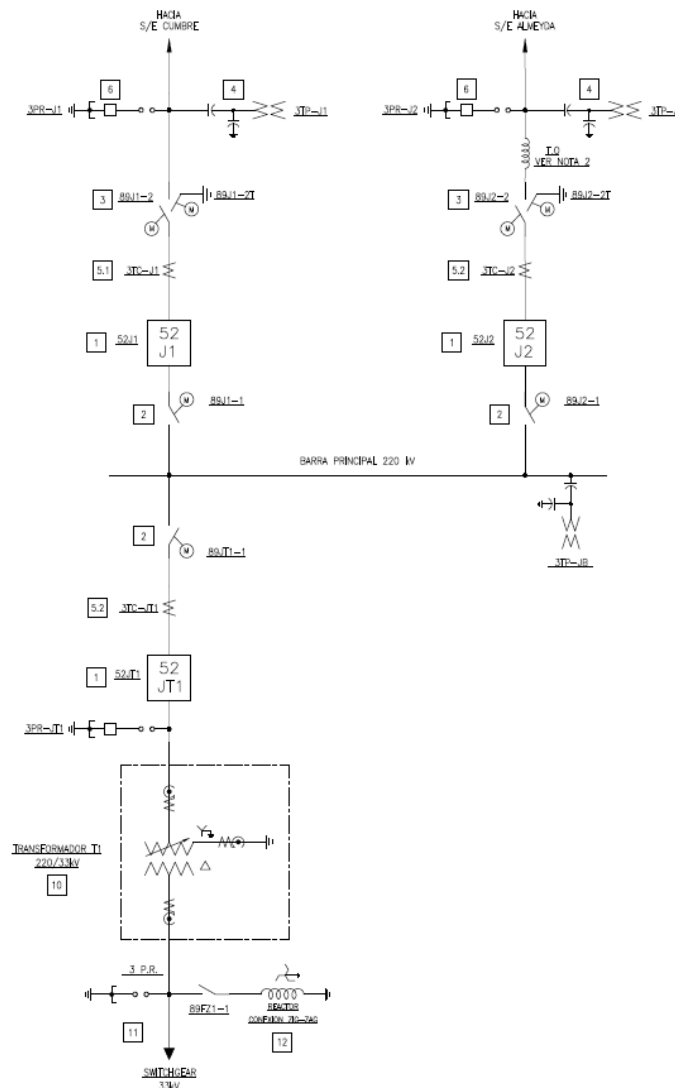 HACIA
S/E CUMBRE
HACIA
S/E ALMEYDA
6
4
6
4
3PR-J1
3TP-J1
3PR-J2
3TP-J
T.O
VER NOTA 2
3
89J1-2
89J1-2T
M
M
3
89J2-2
89J2-2T
M
M
5.1
3TC-J1
5.2
3TC-J2
1
52J1
52
J1
1
52J2
52
J2
2
M
89J1-1
2
M
89J2-1
BARRA PRINCIPAL 220 kV
2
M
89JT1-1
3TP-JB
5.2
3TC-JT1
1
52JT1
52
JT1
3PR-JT1
TRANSFORMADOR T1
220/33kV
10
3 P.R.
89FZ1-1
REACTOR
CONEXION ZIG-ZAG
11
12
SWITCHGEAR
33kV